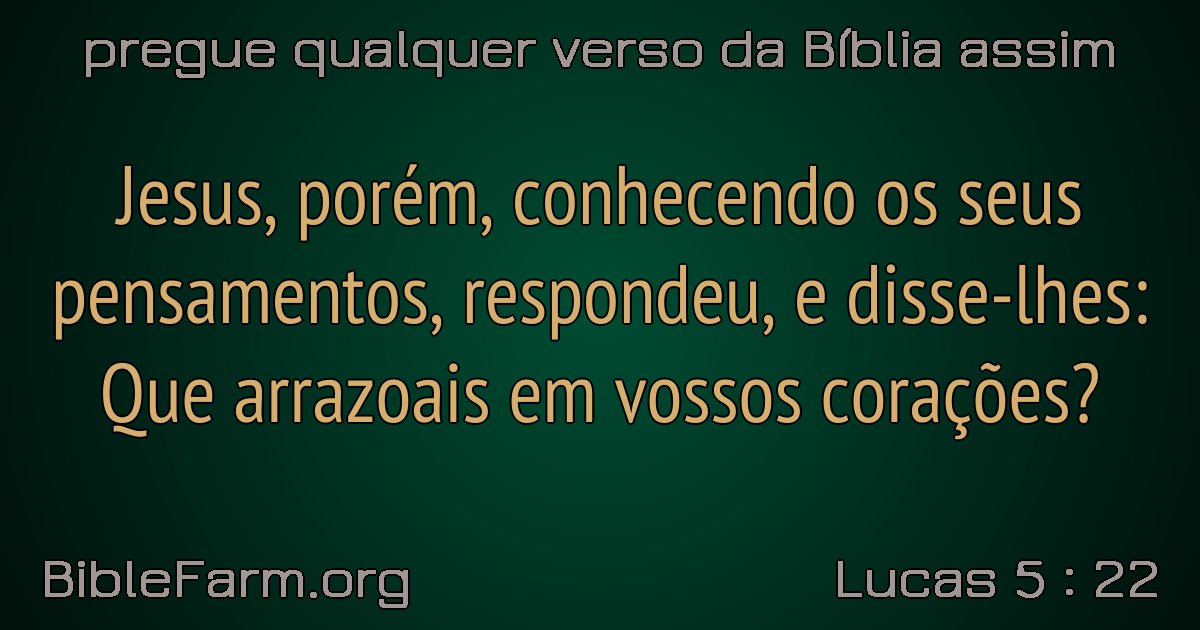 pregue qualquer verso da Bíblia assim
Jesus, porém, conhecendo os seus
pensamentos, respondeu, e disse-lhes:
Que arrazoais em vossos corações?
BibleFarm.org
Lucas 5 : 22